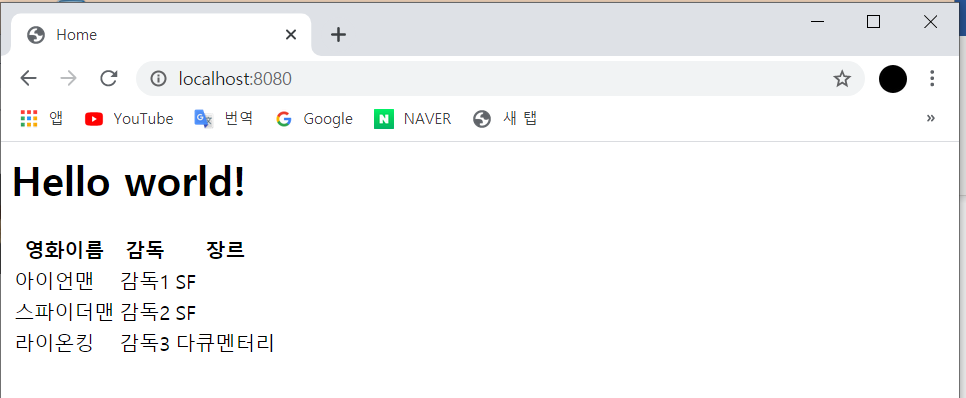 Home
localhost:8080
앱 YouTube 번역 Google NAVER 새 탭 »
Hello world!
영화이름 감독 장르
아이언맨 감독1 SF
스파이더맨 감독2 SF
라이온킹 감독3 다큐멘터리